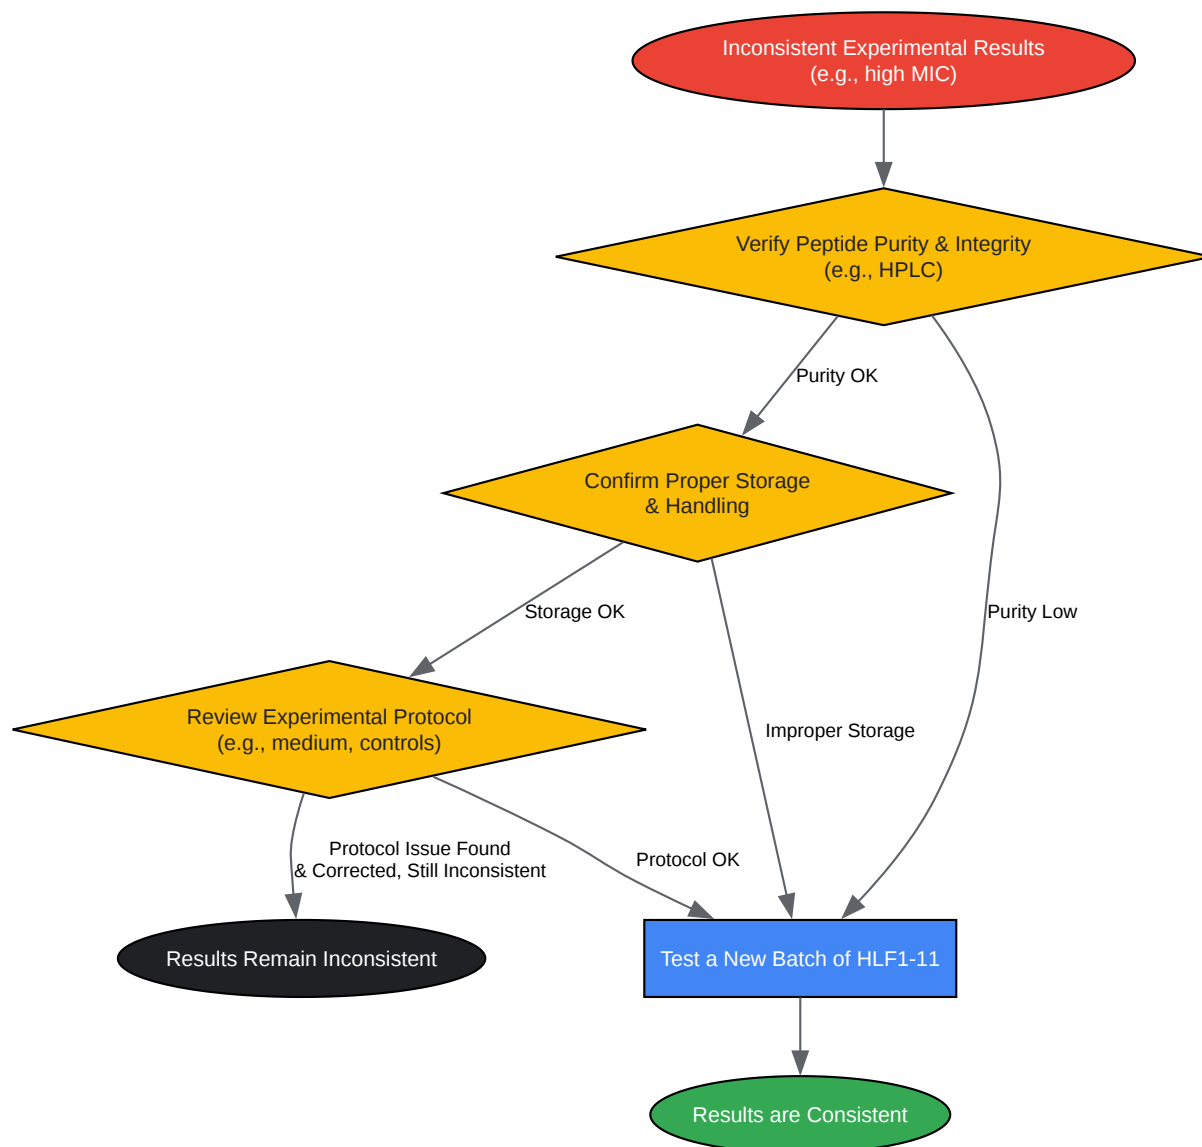 Inconsistent Experimental Results
(e.g., high MIC)
Verify Peptide Purity & Integrity
(e.g., HPLC)
Purity OK
Confirm Proper Storage
& Handling
Storage OK
Purity Low
Review Experimental Protocol
(e.g., medium, controls)
Improper Storage
Protocol Issue Found
& Corrected, Still Inconsistent
Protocol OK
Results Remain Inconsistent
Test a New Batch of HLF1-11
Results are Consistent